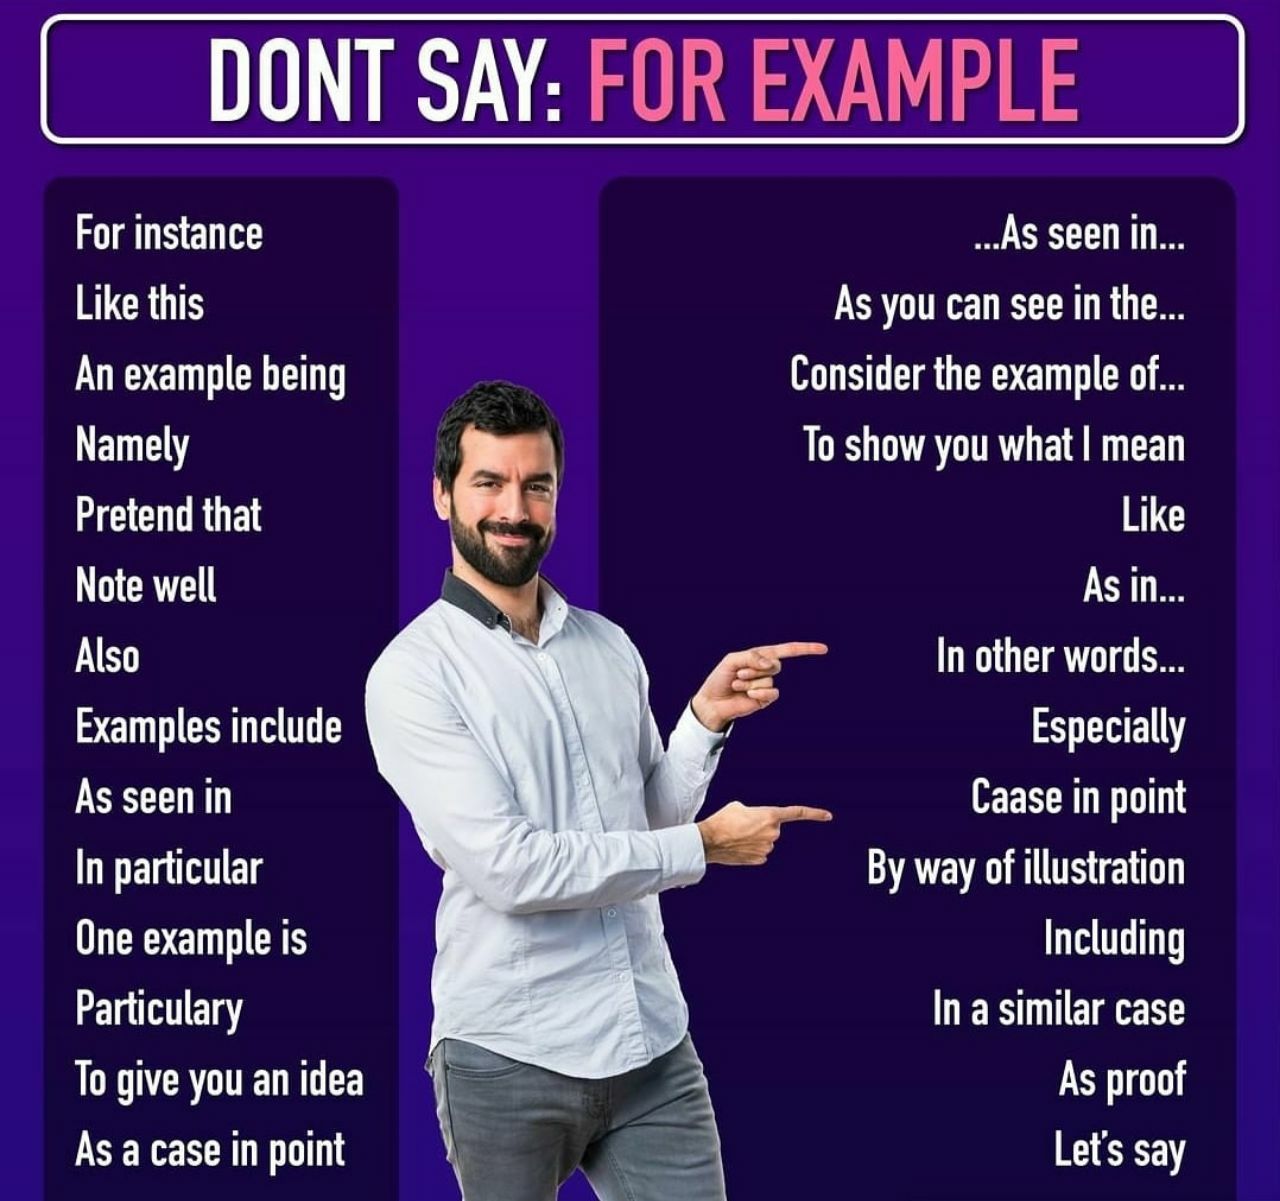 DONT SAY: FOR EXAMPLE
For instance
Like this
An example being
Namely
Pretend that
Note well
Also
Examples include
As seen in
In particular
One example is
Particulary
To give you an idea
As a case in point
...As seen in...
As you can see in the...
Consider the example of...
To show you what I mean
Like
As in...
In other words...
Especially
Caase in point
By way of illustration
Including
In a similar case
As proof
Let's say